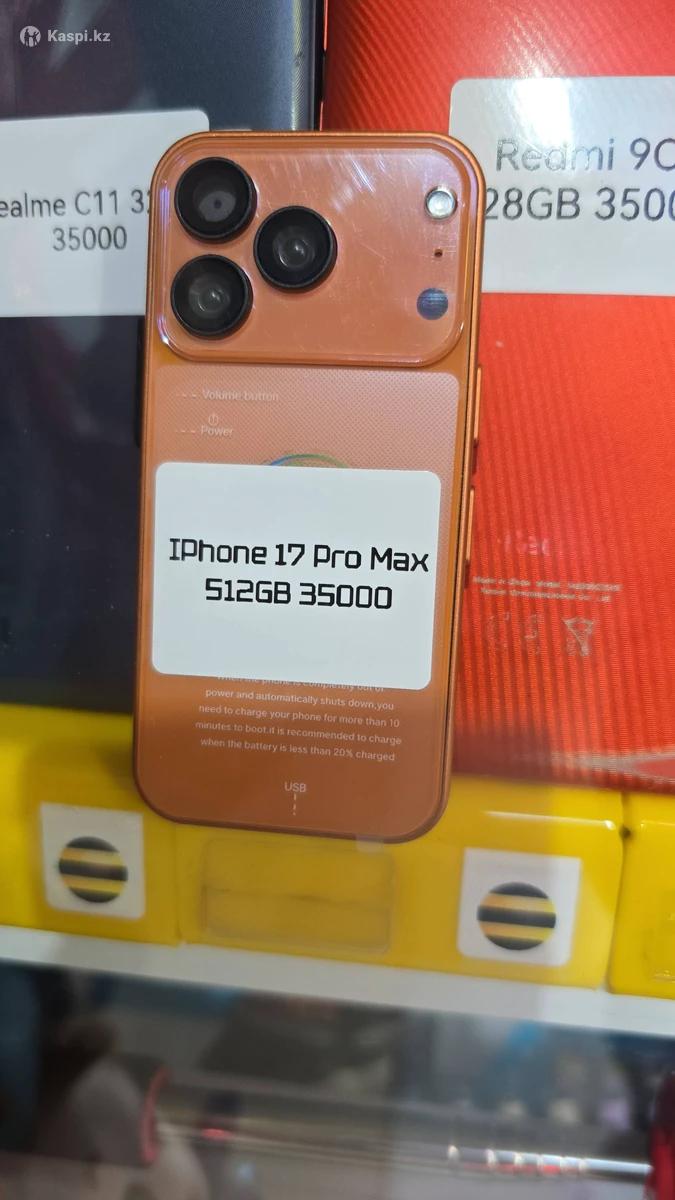 Kaspi.kz
ealme C11 3
35000
Redmi 9C
28GB 3500
Volume button
Power
IPhone 17 Pro Max
512GB 35000
when the phone is completely out of
power and automatically shuts down,you
need to charge your phone for more than 10
minutes to boot.it is recommended to charge
when the battery is less than 20% charged
USB